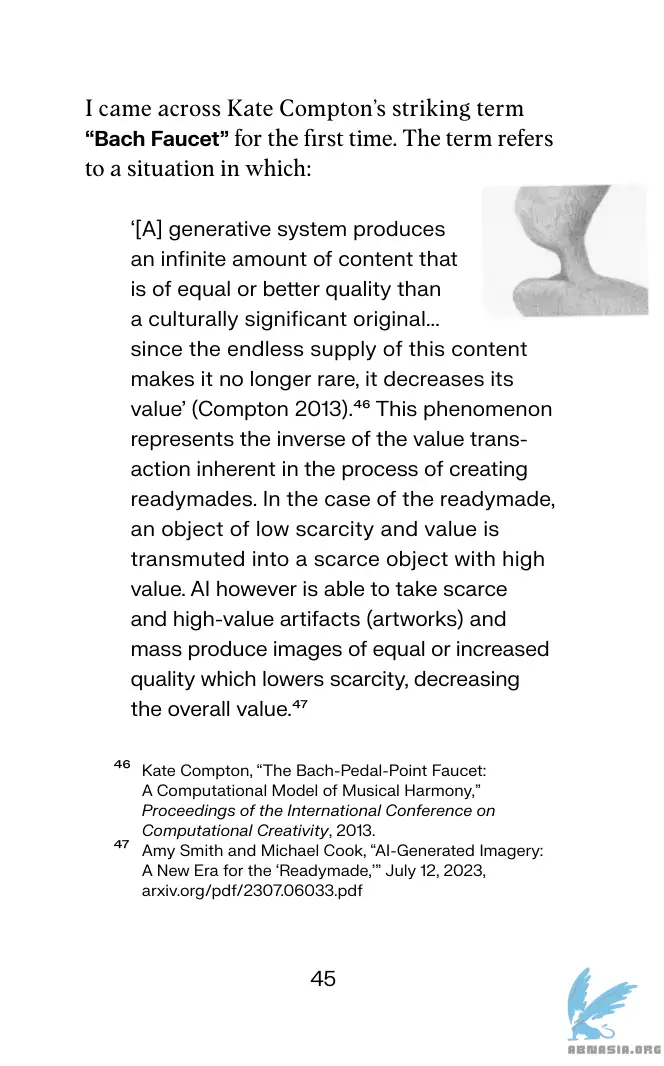 I came across Kate Compton’s striking term
“Bach Faucet” for the first time. The term refers
to a situation in which:
‘[A] generative system produces
an infinite amount of content that
is of equal or better quality than
a culturally significant original...
since the endless supply of this content
makes it no longer rare, it decreases its
value’ (Compton 2013).⁴⁶ This phenomenon
represents the inverse of the value trans-
action inherent in the process of creating
readymades. In the case of the readymade,
an object of low scarcity and value is
transmuted into a scarce object with high
value. AI however is able to take scarce
and high-value artifacts (artworks) and
mass produce images of equal or increased
quality which lowers scarcity, decreasing
the overall value.⁴⁷
⁴⁶ Kate Compton, “The Bach-Pedal-Point Faucet:
A Computational Model of Musical Harmony,”
Proceedings of the International Conference on
Computational Creativity, 2013.
⁴⁷ Amy Smith and Michael Cook, “AI-Generated Imagery:
A New Era for the ‘Readymade,’” July 12, 2023,
arxiv.org/pdf/2307.06033.pdf
45
ABNASIA.ORG